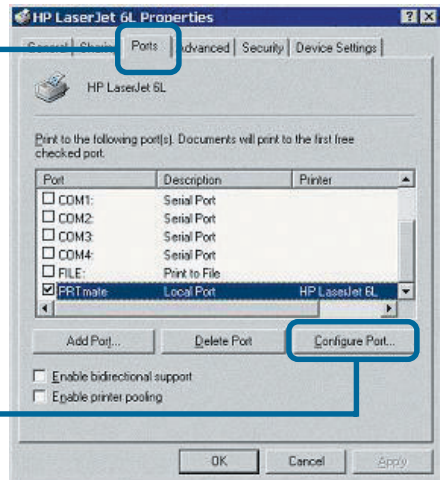 HP LaserJet 6L Properties
General Sharing Ports Advanced Security Device Settings
HP LaserJet 6L
Print to the following port(s). Documents will print to the first free
checked port.
Port Description Printer
COM1: Serial Port
COM2: Serial Port
COM3: Serial Port
COM4: Serial Port
FILE: Print to File
PRTmate: Local Port HP LaserJet 6L
Add Port... Delete Port Configure Port...
Enable bidirectional support
Enable printer pooling
OK Cancel Apply